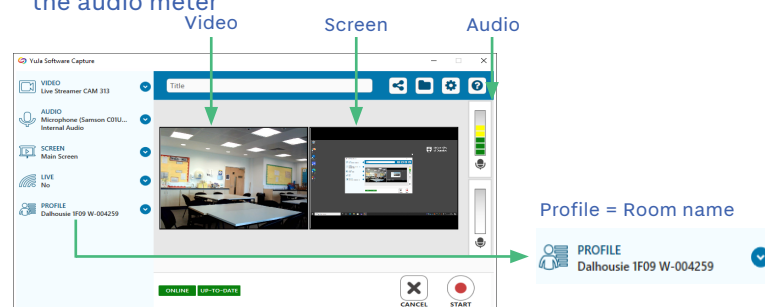 the audio meter
Video
Screen
Audio
Yuja Software Capture
VIDEO
Live Streamer CAM 313
Title
AUDIO
Microphone (Samson C01U...
Internal Audio
SCREEN
Main Screen
LIVE
No
PROFILE
Dalhousie 1F09 W-004259
Profile = Room name
PROFILE
Dalhousie 1F09 W-004259
ONLINE
UP-TO-DATE
CANCEL
START